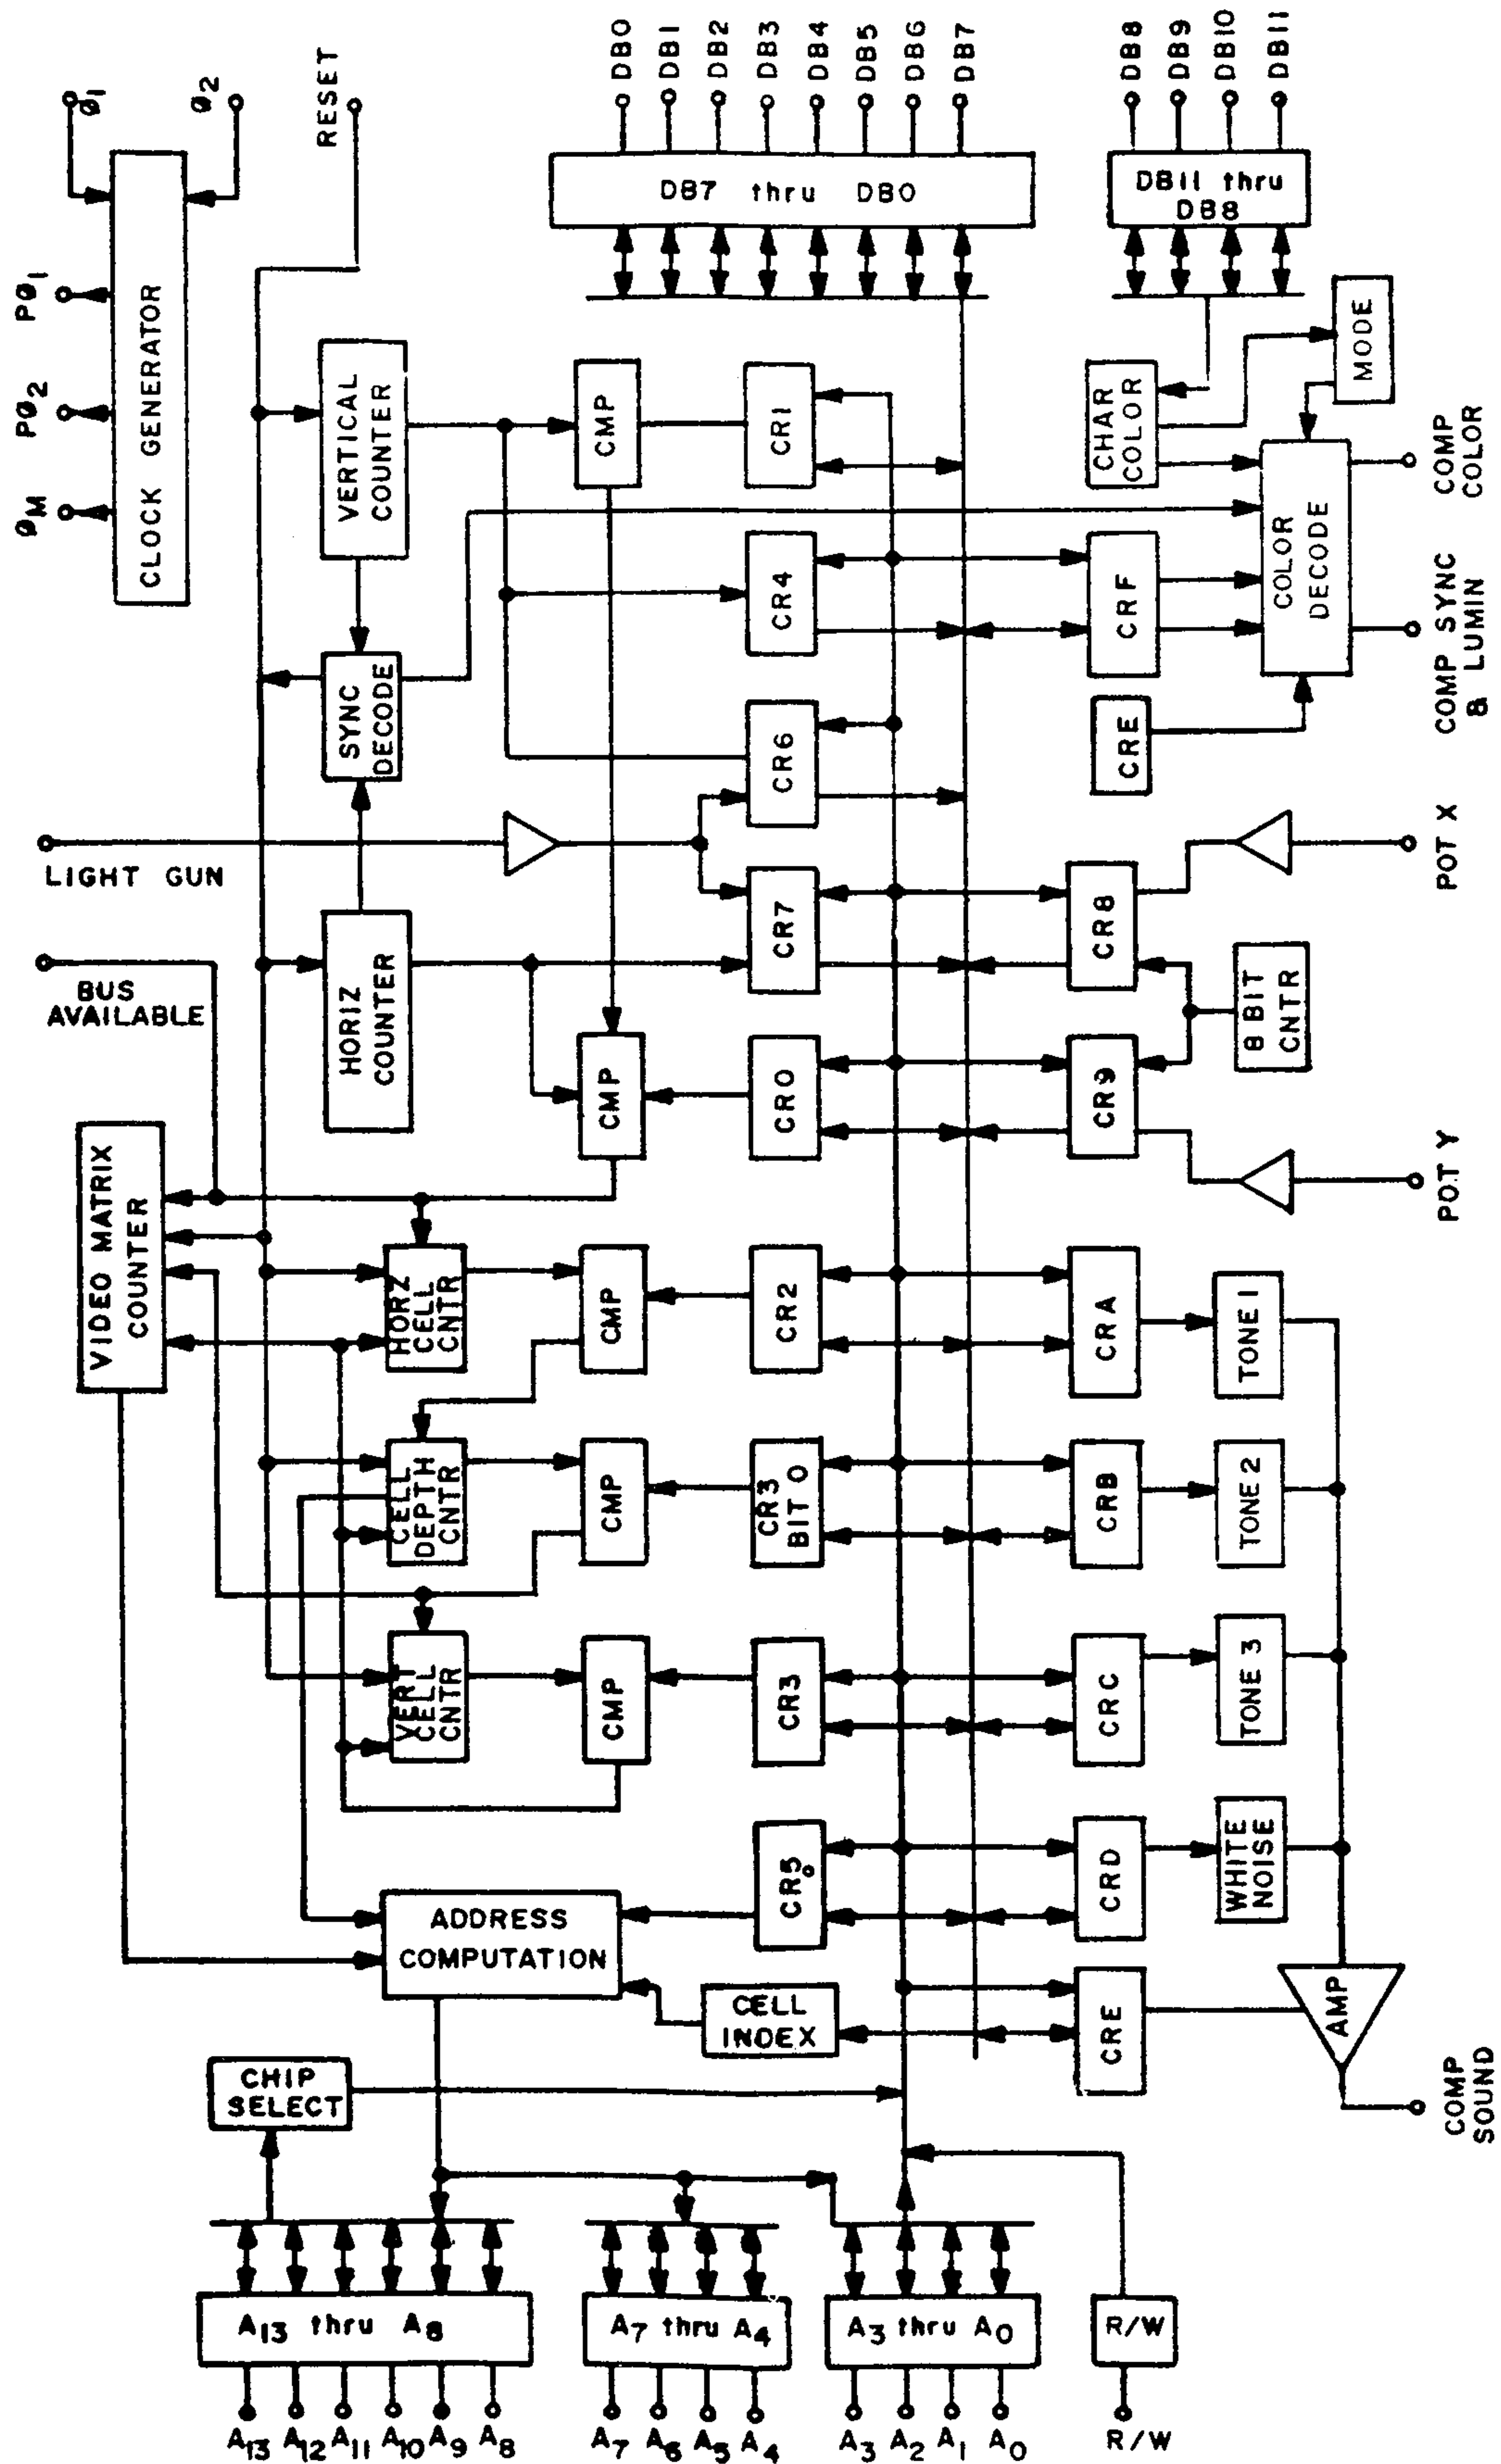 Ø1
Ø2
PØ1
PØ2
ØM
CLOCK GENERATOR
RESET
DB0
DB1
DB2
DB3
DB4
DB5
DB6
DB7
DB7 thru DB0
DB8
DB9
DB10
DB11
DB11 thru
DB8
VERTICAL
COUNTER
SYNC
DECODE
HORIZ
COUNTER
LIGHT GUN
BUS
AVAILABLE
VIDEO MATRIX
COUNTER
CMP
CR1
CR4
CR6
CR7
CMP
CR0
CHAR
COLOR
MODE
COLOR
DECODE
CRF
CRE
COMP
COLOR
COMP SYNC
& LUMIN
POT X
CR8
8 BIT
CNTR
CR9
POT Y
HORZ
CELL
CNTR
CMP
CR2
CRA
TONE 1
CELL
DEPTH
CNTR
CMP
CR3
BIT 0
CRB
TONE 2
VERT
CELL
CNTR
CMP
CR3
CRC
TONE 3
CR5
CRD
WHITE
NOISE
ADDRESS
COMPUTATION
CELL
INDEX
CRE
AMP
COMP
SOUND
CHIP
SELECT
A13 thru A8
A7 thru A4
A3 thru A0
R/W
A13
A12
A11
A10
A9
A8
A7
A6
A5
A4
A3
A2
A1
A0
R/W